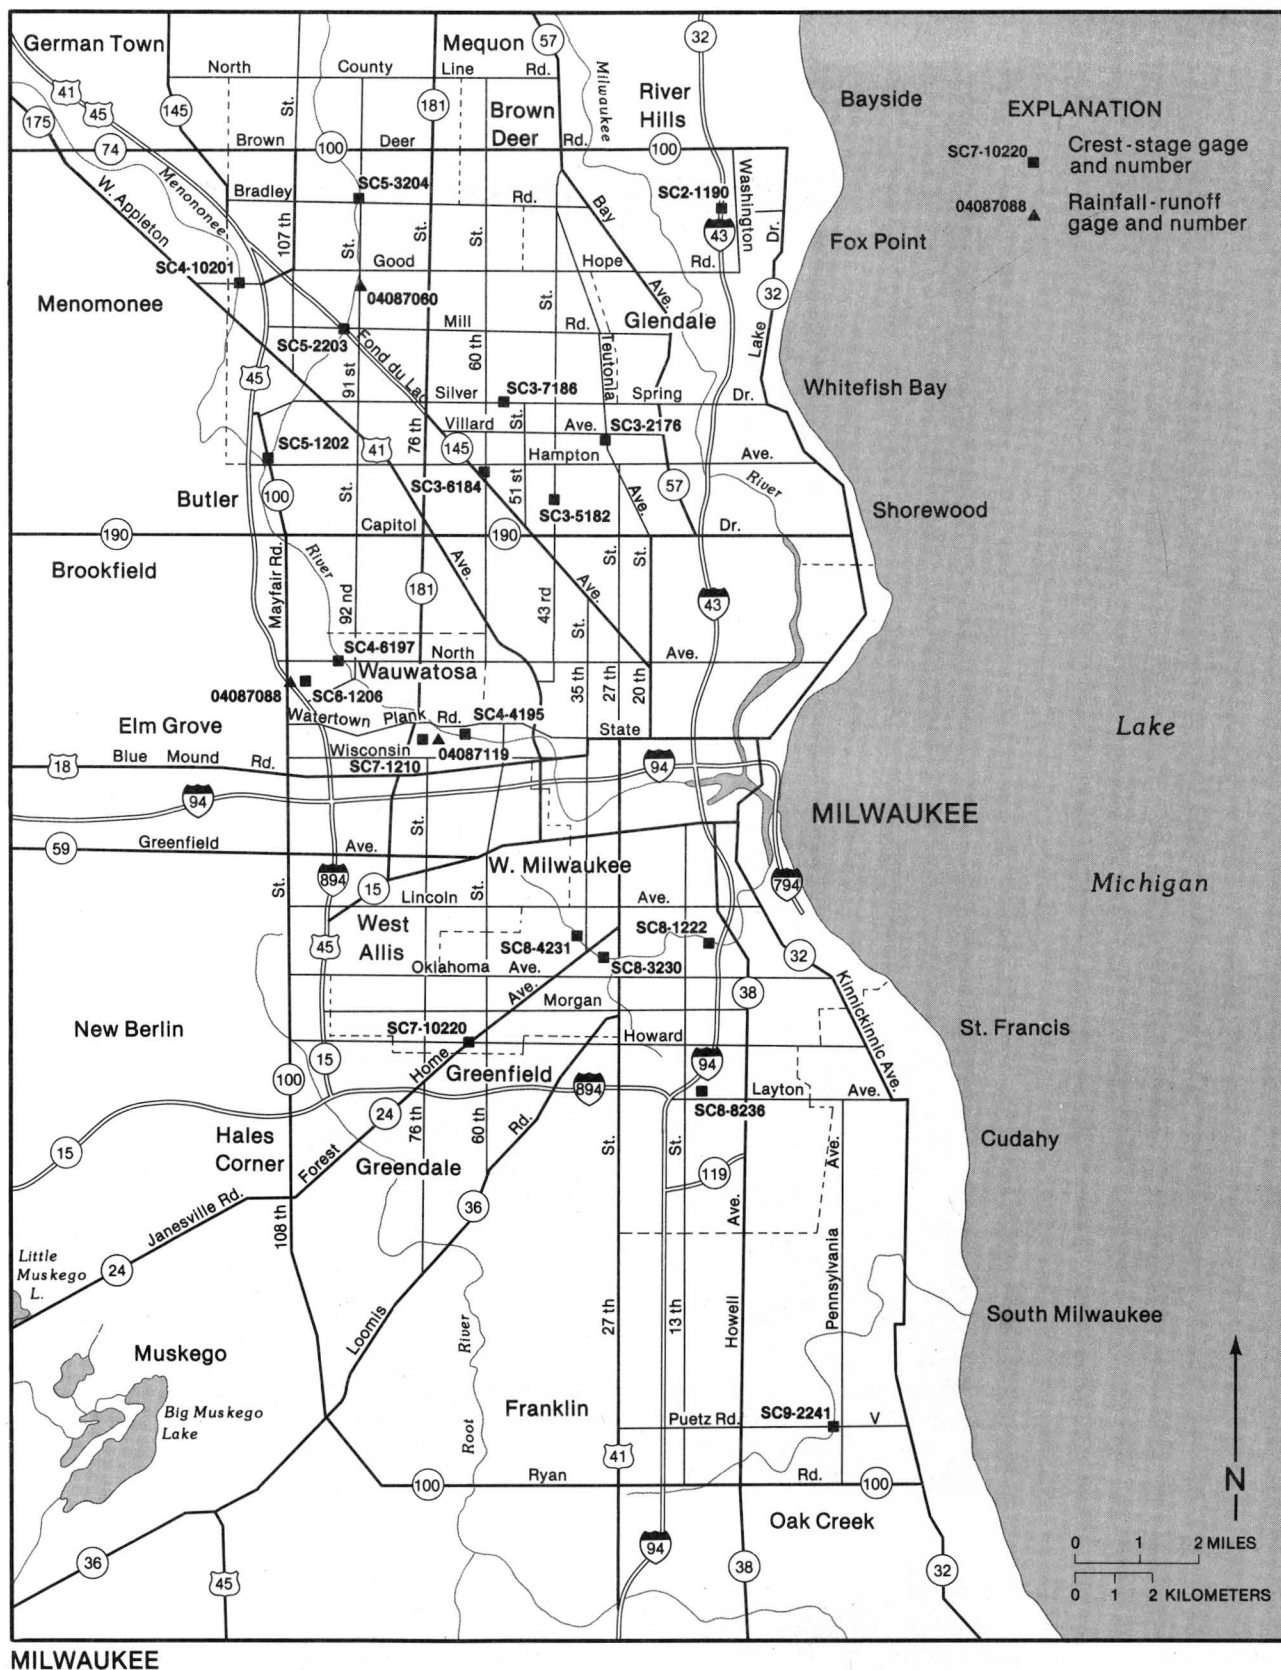 German Town
Mequon
57
32
North County Line Rd.
41
45
145
181
175
74
St.
Milwaukee
River
Hills
Bayside
EXPLANATION
SC7-10220
Crest-stage gage
and number
04087088
Rainfall-runoff
gage and number
Brown
Deer
Brown
100
Deer
Rd.
100
Menononee
W. Appleton
Bradley
SC5-3204
Rd.
Bay
SC2-1190
Washington
43
Dr.
107 th
St.
St.
St.
Fox Point
SC4-10201
Good
Hope
Rd.
04087060
Ave.
32
Menomonee
Glendale
Mill
Rd.
SC5-2203
Fond du Lac
St.
60 th
Teutonia
Lake
45
91 st
Silver
SC3-7186
Spring
Dr.
Whitefish Bay
Villard
St.
Ave.
SC3-2176
SC5-1202
41
76 th
145
Hampton
Ave.
Butler
100
St.
SC3-6184
51 st
SC3-5182
Ave.
57
River
Shorewood
190
Capitol
190
Dr.
Brookfield
Mayfair Rd.
River
92 nd
181
Ave.
43 rd
Ave.
St.
St.
St.
43
SC4-6197
North
Ave.
Wauwatosa
04087088
SC6-1206
35 th
27 th
20 th
Elm Grove
Watertown Plank Rd.
SC4-4195
State
Lake
18
Blue Mound Rd.
Wisconsin
04087119
SC7-1210
94
94
MILWAUKEE
59
Greenfield
Ave.
St.
W. Milwaukee
894
15
794
Michigan
St.
Lincoln
St.
Ave.
West
Allis
45
SC8-4231
SC8-1222
SC8-3230
32
Oklahoma Ave.
Ave.
Morgan
38
Kinnickinnic Ave.
New Berlin
SC7-10220
Howard
St. Francis
15
Home
Greenfield
94
100
894
Layton
Ave.
SC8-8236
24
76 th
60 th
Rd.
Hales
Corner
Forest
Greendale
St.
St.
Ave.
Cudahy
15
Janesville Rd.
119
36
Ave.
108 th
Little
Muskego
L.
24
Loomis
River
27 th
13 th
Howell
Pennsylvania
South Milwaukee
Muskego
Big Muskego
Lake
Root
Franklin
Puetz Rd.
SC9-2241
V
41
100
Ryan
Rd.
100
N
Oak Creek
36
45
94
38
32
0 1 2 MILES
0 1 2 KILOMETERS
MILWAUKEE